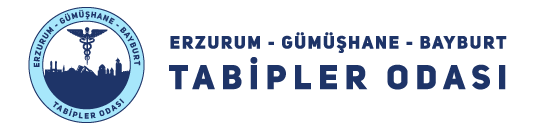 ERZURUM - GÜMÜŞHANE - BAYBURT
TABİPLER ODASI
ERZURUM - GÜMÜŞHANE - BAYBURT
TABİPLER ODASI